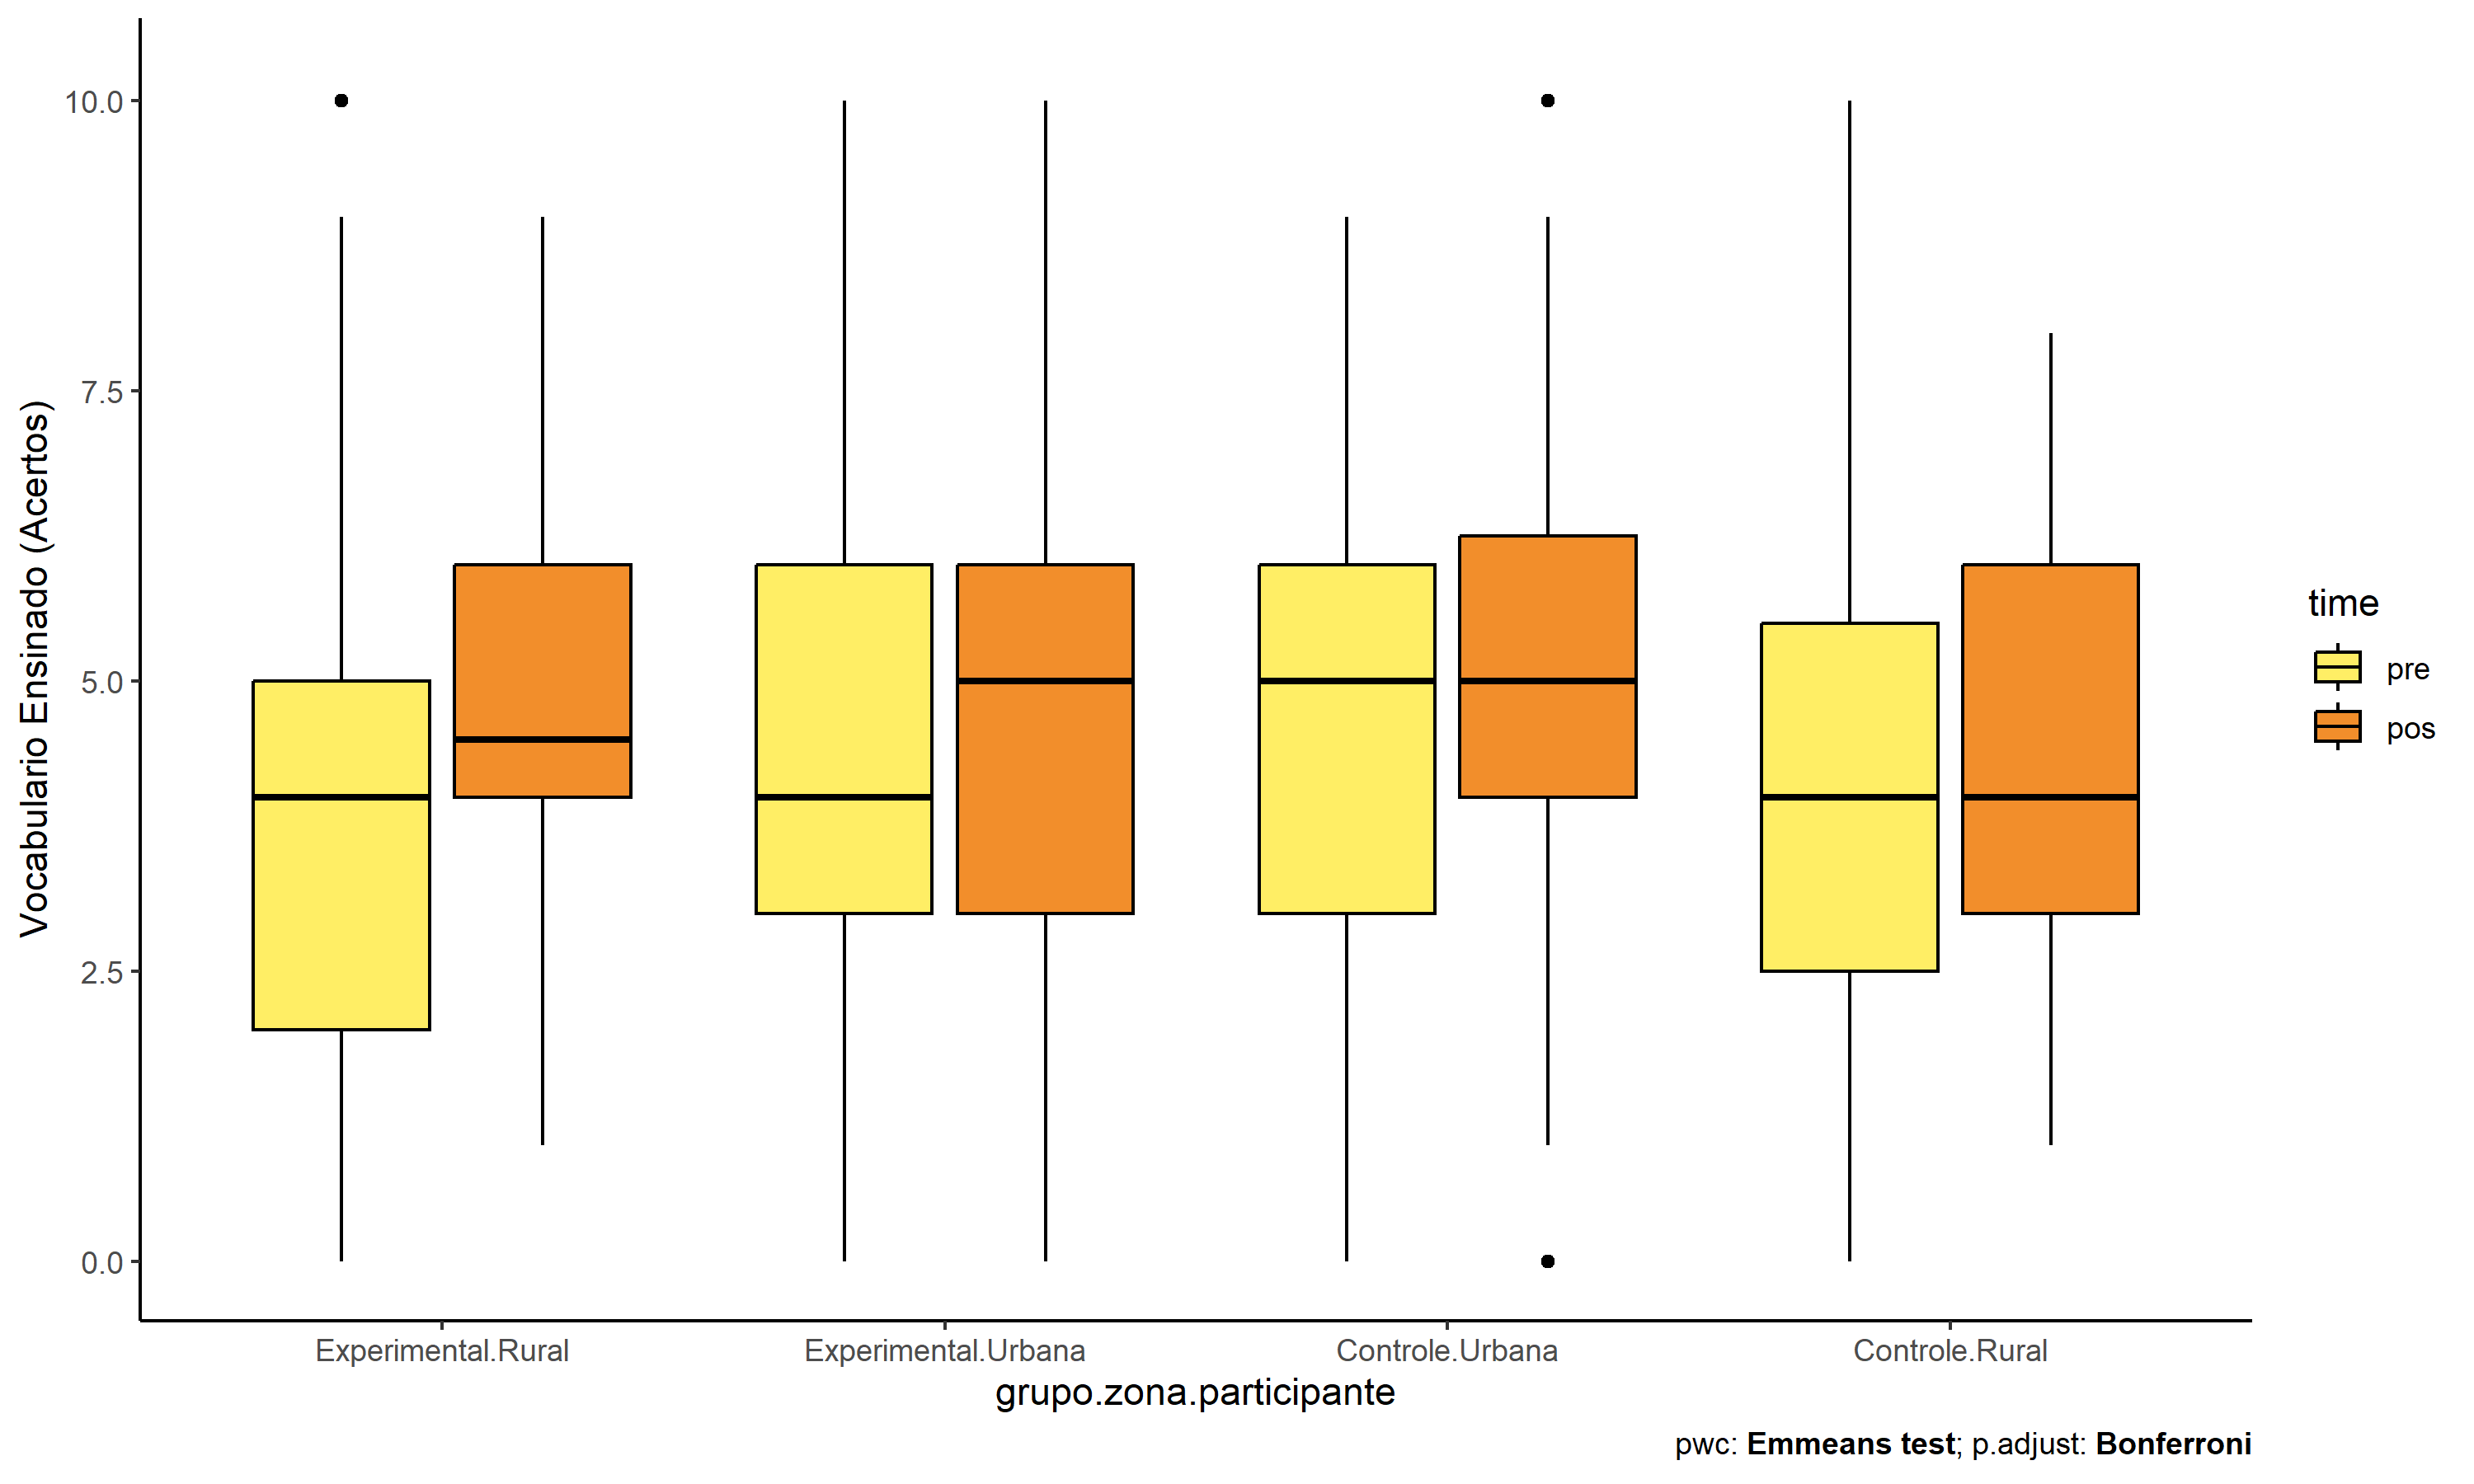 Vocabulario Ensinado (Acertos)
10.0
7.5
5.0
2.5
0.0
Experimental.Rural
Experimental.Urbana
Controle.Urbana
Controle.Rural
grupo.zona.participante
time
pre
pos
pwc: Emmeans test; p.adjust: Bonferroni